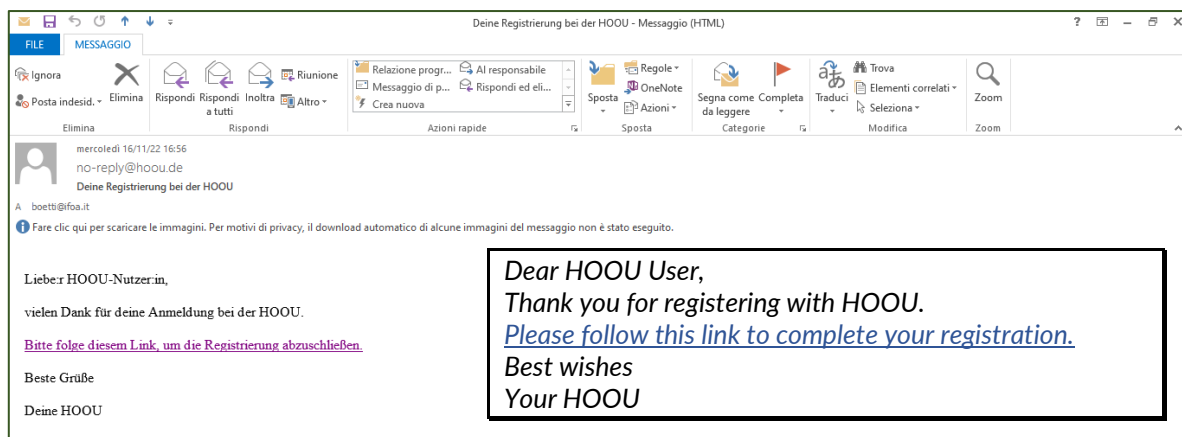 Deine Registrierung bei der HOOU - Messaggio (HTML)
FILE MESSAGGIO
Ignora
Posta indesid.
Elimina
Elimina
Rispondi
Rispondi a tutti
Inoltra
Riunione
Altro
Rispondi
Relazione progr...
Messaggio di p...
Crea nuova
Al responsabile
Rispondi ed eli...
Azioni rapide
Sposta
Regole
OneNote
Azioni
Sposta
Segna come da leggere
Completa
Categorie
Traduci
Trova
Elementi correlati
Seleziona
Modifica
Zoom
Zoom
mercoledì 16/11/22 16:56
no-reply@hoou.de
Deine Registrierung bei der HOOU
A boetti@ifoa.it
Fare clic qui per scaricare le immagini. Per motivi di privacy, il download automatico di alcune immagini del messaggio non è stato eseguito.
Liebe:r HOOU-Nutzer:in,
vielen Dank für deine Anmeldung bei der HOOU.
Bitte folge diesem Link, um die Registrierung abzuschließen.
Beste Grüße
Deine HOOU
Dear HOOU User,
Thank you for registering with HOOU.
Please follow this link to complete your registration.
Best wishes
Your HOOU